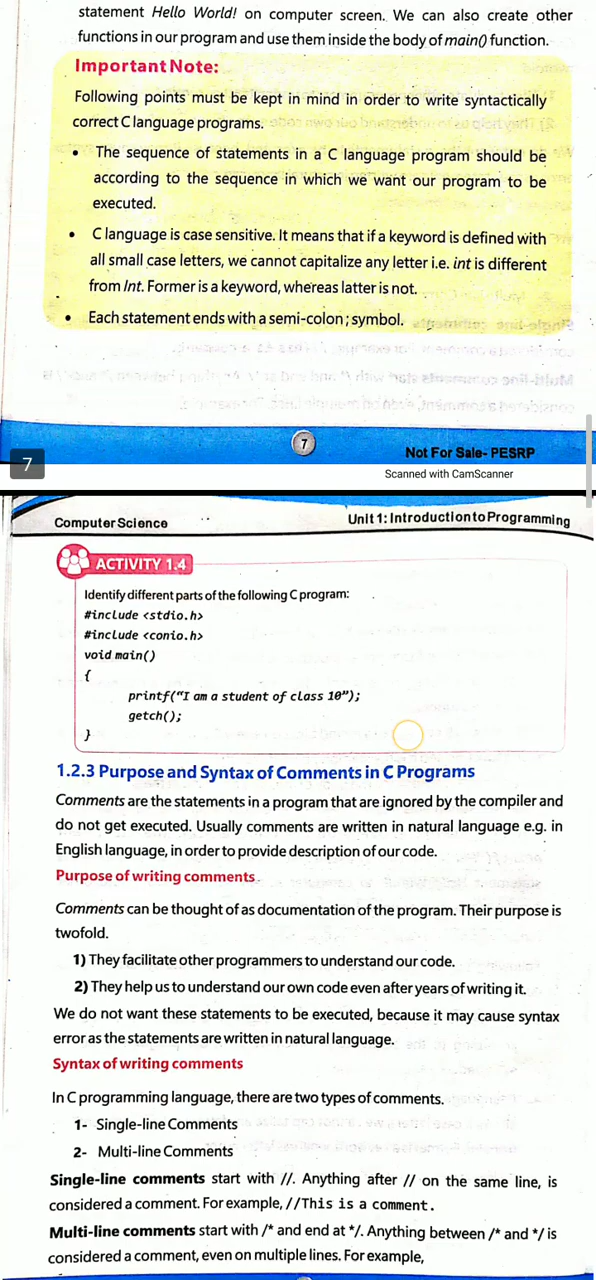 statement Hello World! on computer screen. We can also create other
functions in our program and use them inside the body of main() function.
Important Note:
Following points must be kept in mind in order to write syntactically
correct C language programs.
• The sequence of statements in a C language program should be
according to the sequence in which we want our program to be
executed.
• C language is case sensitive. It means that if a keyword is defined with
all small case letters, we cannot capitalize any letter i.e. int is different
from Int. Former is a keyword, whereas latter is not.
• Each statement ends with a semi-colon; symbol.
7
Not For Sale- PESRP
7
Scanned with CamScanner
Computer Science
Unit 1: Introduction to Programming
ACTIVITY 1.4
Identify different parts of the following C program:
#include <stdio.h>
#include <conio.h>
void main()
{
printf("I am a student of class 10");
getch();
}
1.2.3 Purpose and Syntax of Comments in C Programs
Comments are the statements in a program that are ignored by the compiler and
do not get executed. Usually comments are written in natural language e.g. in
English language, in order to provide description of our code.
Purpose of writing comments
Comments can be thought of as documentation of the program. Their purpose is
twofold.
1) They facilitate other programmers to understand our code.
2) They help us to understand our own code even after years of writing it.
We do not want these statements to be executed, because it may cause syntax
error as the statements are written in natural language.
Syntax of writing comments
In C programming language, there are two types of comments.
1- Single-line Comments
2- Multi-line Comments
Single-line comments start with //. Anything after // on the same line, is
considered a comment. For example, //This is a comment.
Multi-line comments start with /* and end at */. Anything between /* and */ is
considered a comment, even on multiple lines. For example,